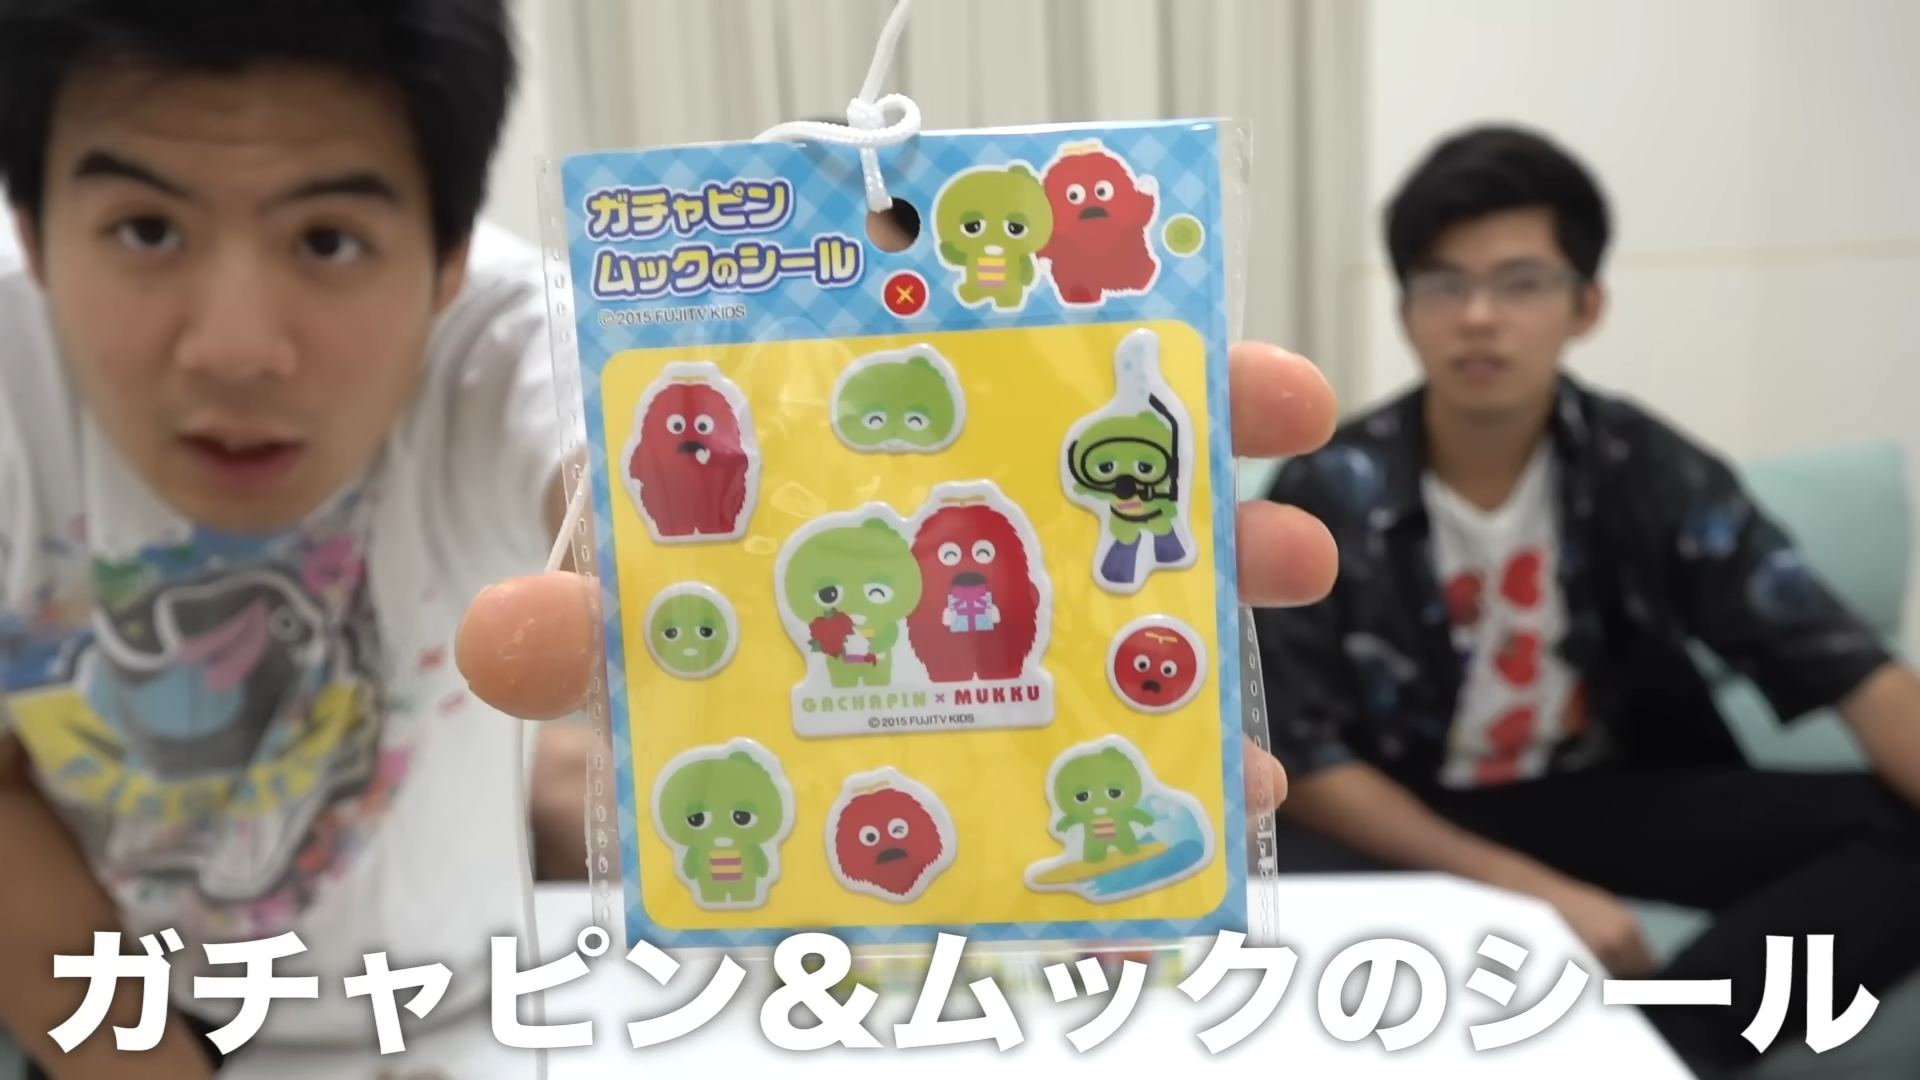 ガチャピン
ムックのシール
© 2015 FUJITV KIDS
GACHAPIN × MUKKU
© 2015 FUJITV KIDS
ガチャピン&ムックのシール